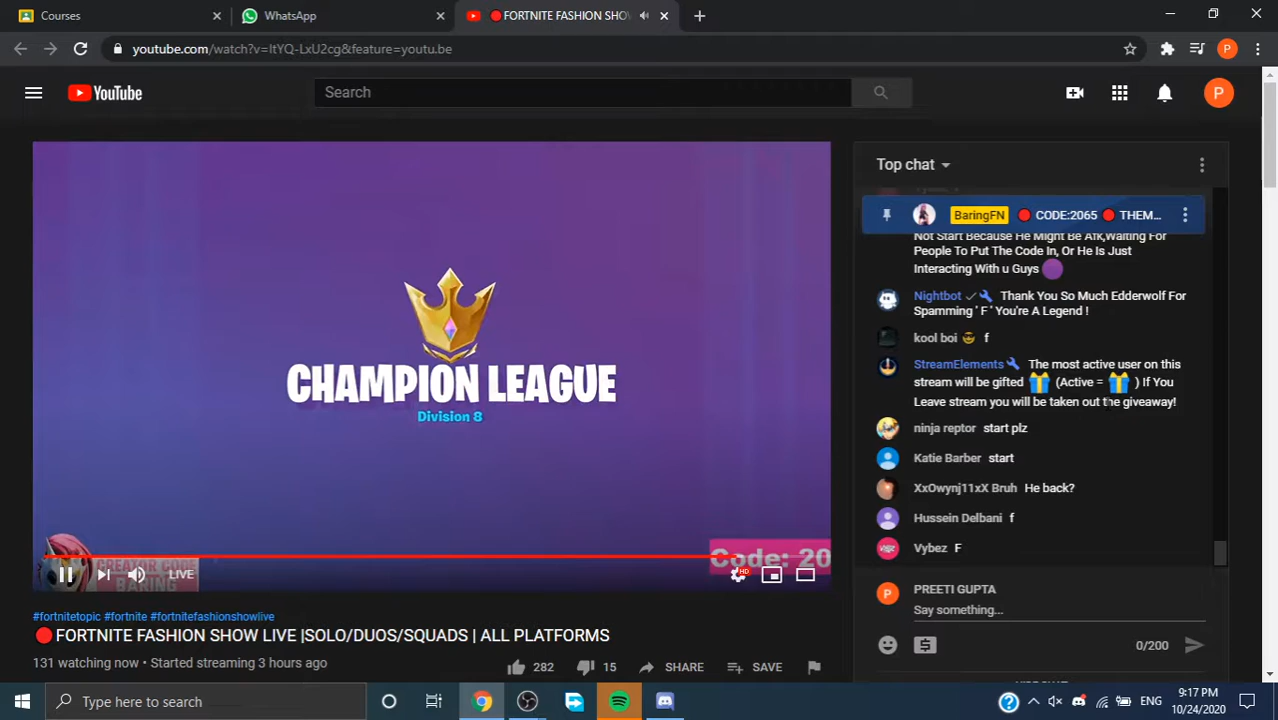 Courses
WhatsApp
FORTNITE FASHION SHO
youtube.com/watch?v=ltYQ-LxU2cg&feature=youtu.be
P
YouTube
Search
P
Top chat
BaringFN CODE:2065 THEM...
Not Start Because He Might Be Afk,Waiting For
People To Put The Code In, Or He Is Just
Interacting With u Guys
Nightbot Thank You So Much Edderwolf For
Spamming ' F ' You're A Legend !
kool boi f
StreamElements The most active user on this
stream will be gifted (Active = ) If You
Leave stream you will be taken out the giveaway!
ninja reptor start plz
Katie Barber start
XxOwynj11xX Bruh He back?
Hussein Delbani f
Vybez F
P PREETI GUPTA
Say something...
0/200
CHAMPION LEAGUE
Division 8
CREATOR CODE
BARING
Code: 20
LIVE
HD
#fortnitetopic #fortnite #fortnitefashionshowlive
FORTNITE FASHION SHOW LIVE |SOLO/DUOS/SQUADS | ALL PLATFORMS
131 watching now • Started streaming 3 hours ago
282 15 SHARE SAVE
Type here to search
ENG
9:17 PM
10/24/2020